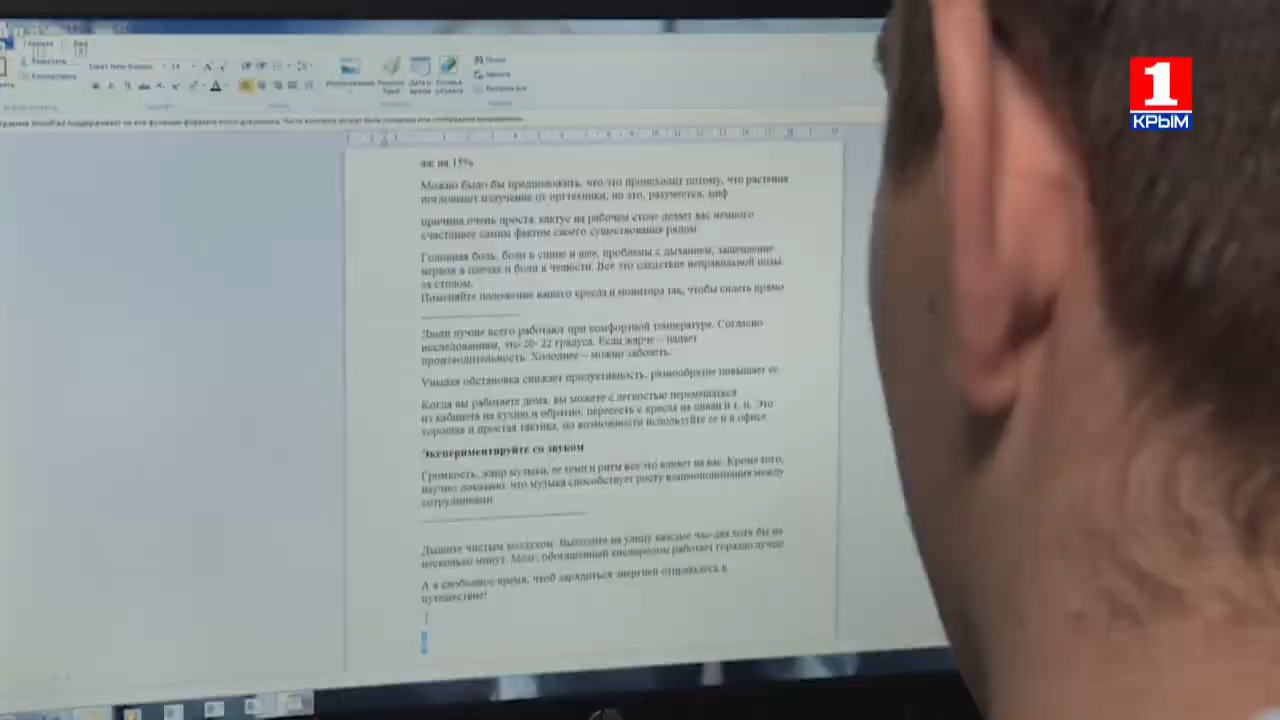 1
КРЫМ
Главная
Вид
14
яж на 15%
Можно было бы предположить, что это происходит потому, что растения
поглощают излучение от оргтехники, но это, разумеется, миф
причина очень проста: кактус на рабочем столе делает вас немного
счастливее самим фактом своего существования рядом
Головная боль, боли в спине и шее, проблемы с дыханием, защемление
нервов в плечах и боли в челюсти. Все это следствие неправильной позы
за столом.
Поменяйте положение вашего кресла и монитора так, чтобы сидеть прямо
Люди лучше всего работают при комфортной температуре. Согласно
исследованиям, это 20- 22 градуса. Если жарче – падает
производительность. Холоднее – можно заболеть.
Унылая обстановка снижает продуктивность, разнообразие повышает ее.
Когда вы работаете дома, вы можете с легкостью перемещаться
из кабинета на кухню и обратно, пересесть с кресла на диван и т. п. Это
хорошая и простая тактика, по возможности используйте ее и в офисе
Экспериментируйте со звуком
Громкость, жанр музыки, ее темп и ритм все это влияет на вас. Кроме того,
научно доказано, что музыка способствует росту взаимопонимания между
сотрудниками
Дышите чистым воздухом. Выходите на улицу каждые час-два хотя бы на
несколько минут. Мозг, обогащенный кислородом работает гораздо лучше
А в свободное время, чтоб зарядиться энергией отправляйтесь в
путешествие!